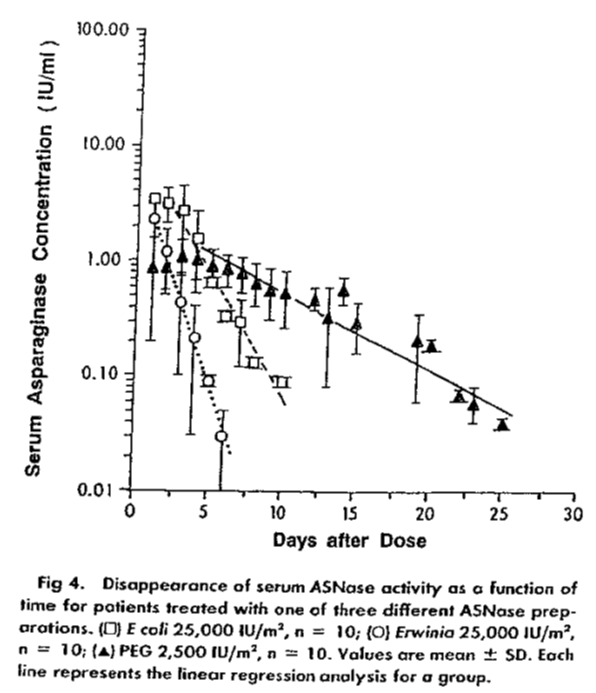 100.00
10.00
1.00
0.10
0.01
Serum Asparaginase Concentration ( IU/ml )
0 5 10 15 20 25 30
Days after Dose
Fig 4. Disappearance of serum ASNase activity as a function of
time for patients treated with one of three different ASNase prep-
arations. (□) E coli 25,000 IU/m², n = 10; (○) Erwinia 25,000 IU/m²,
n = 10; (▲) PEG 2,500 IU/m², n = 10. Values are mean ± SD. Each
line represents the linear regression analysis for a group.